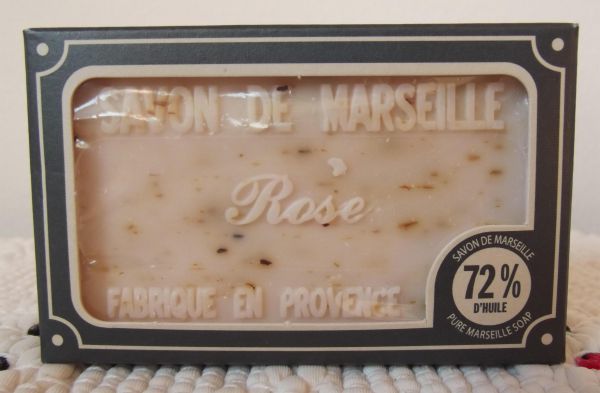 SAVON DE MARSEILLE
Rose
FABRIQUE EN PROVENCE
SAVON DE MARSEILLE
72%
D'HUILE
PURE MARSEILLE SOAP